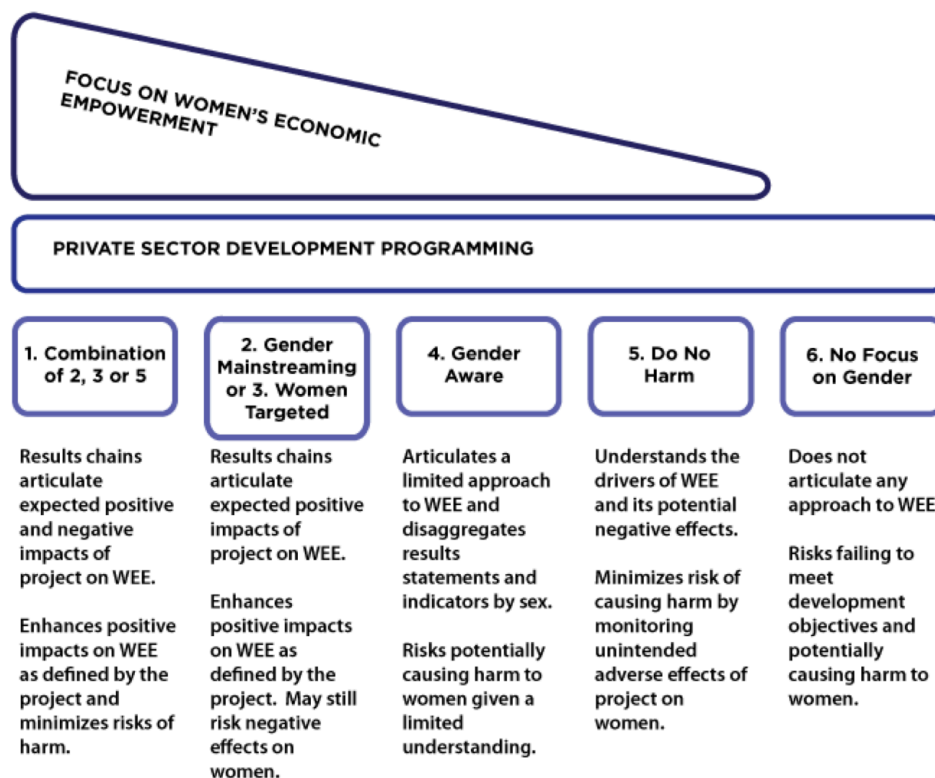 FOCUS ON WOMEN'S ECONOMIC
EMPOWERMENT
PRIVATE SECTOR DEVELOPMENT PROGRAMMING
1. Combination
of 2, 3 or 5
Results chains
articulate
expected positive
and negative
impacts of
project on WEE.
Enhances positive
impacts on WEE
as defined by the
project and
minimizes risks of
harm.
2. Gender
Mainstreaming
or 3. Women
Targeted
Results chains
articulate
expected positive
impacts of
project on WEE.
Enhances
positive impacts
on WEE as
defined by the
project. May still
risk negative
effects on
women.
4. Gender
Aware
Articulates a
limited approach
to WEE and
disaggregates
results
statements and
indicators by sex.
Risks potentially
causing harm to
women given a
limited
understanding.
5. Do No
Harm
Understands the
drivers of WEE
and its potential
negative effects.
Minimizes risk of
causing harm by
monitoring
unintended
adverse effects of
project on
women.
6. No Focus
on Gender
Does not
articulate any
approach to WEE
Risks failing to
meet
development
objectives and
potentially
causing harm to
women.